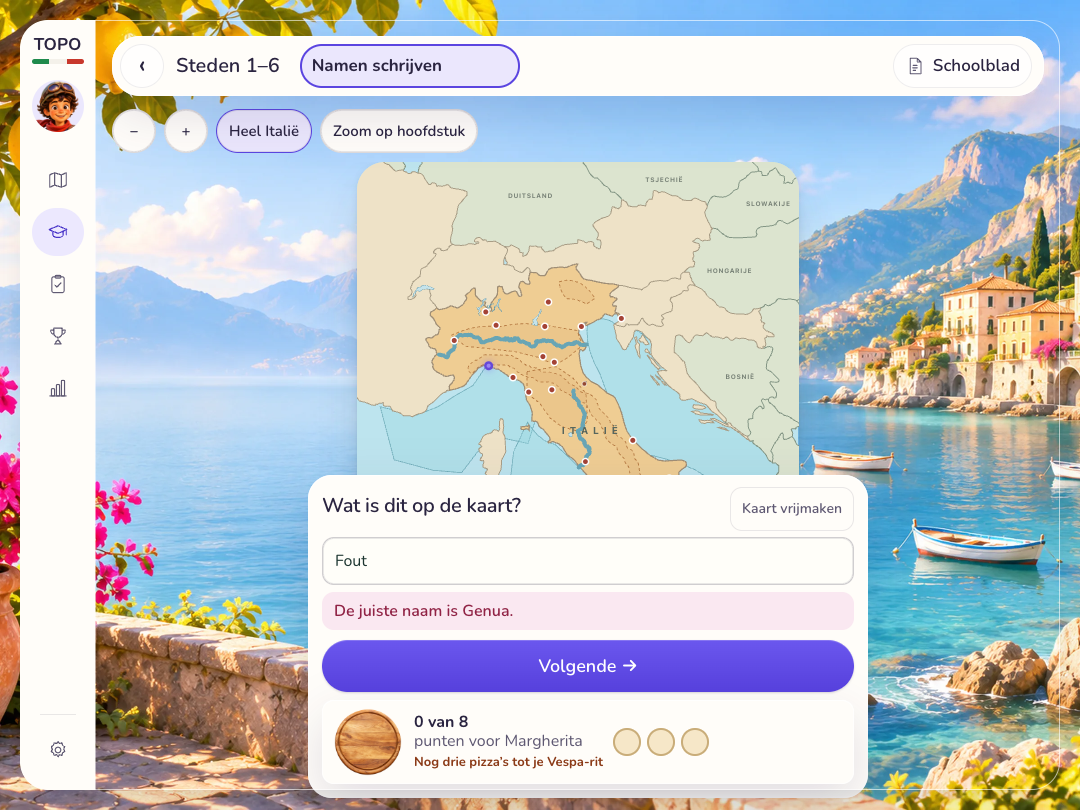 TOPO
‹
Steden 1–6
Namen schrijven
Schoolblad
−
+
Heel Italië
Zoom op hoofdstuk
DUITSLAND
TSJECHIË
SLOWAKIJE
HONGARIJE
BOSNIË
ITALIË
Wat is dit op de kaart?
Kaart vrijmaken
Fout
De juiste naam is Genua.
Volgende →
0 van 8
punten voor Margherita
Nog drie pizza's tot je Vespa-rit